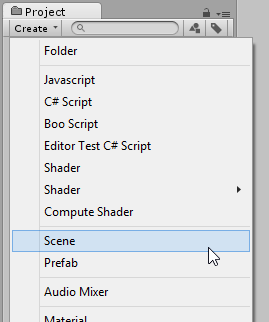 Project
Create
Folder
Javascript
C# Script
Boo Script
Editor Test C# Script
Shader
Shader
Compute Shader
Scene
Prefab
Audio Mixer
Material